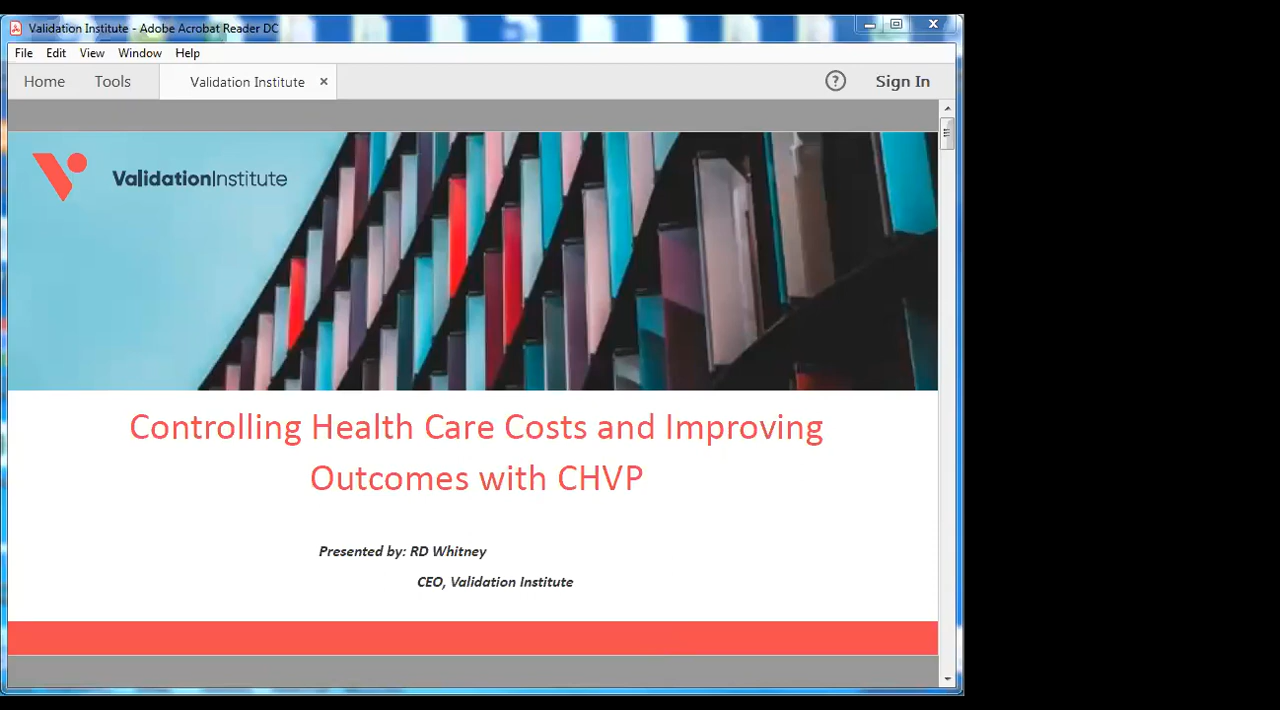 Validation Institute - Adobe Acrobat Reader DC
File Edit View Window Help
Home Tools Validation Institute × ? Sign In
ValidationInstitute
Controlling Health Care Costs and Improving
Outcomes with CHVP
Presented by: RD Whitney
CEO, Validation Institute